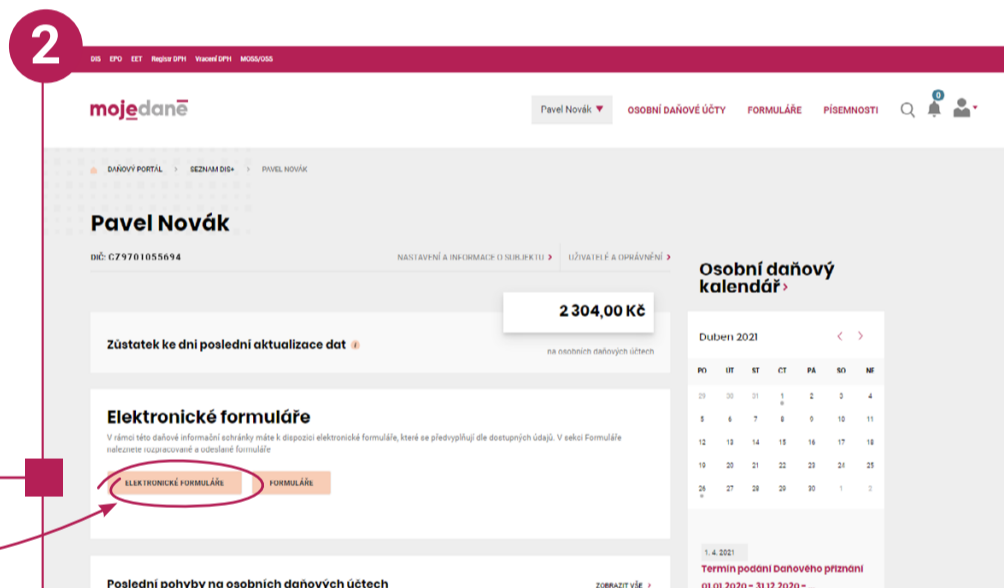 2
DIS EPO EET Registr DPH Vracení DPH MOSS/OSS
mojedaně
Pavel Novák
OSOBNÍ DAŇOVÉ ÚČTY
FORMULÁŘE
PÍSEMNOSTI
0
DAŇOVÝ PORTÁL > SEZNAM DIS+ > PAVEL NOVÁK
Pavel Novák
DIČ: CZ9701055694
NASTAVENÍ A INFORMACE O SUBJEKTU >
UŽIVATELÉ A OPRÁVNĚNÍ >
2 304,00 Kč
Zůstatek ke dni poslední aktualizace dat
na osobních daňových účtech
Elektronické formuláře
V rámci této daňové informační schránky máte k dispozici elektronické formuláře, které se předvyplňují dle dostupných údajů. V sekci Formuláře
naleznete rozpracované a odeslané formuláře
ELEKTRONICKÉ FORMULÁŘE
FORMULÁŘE
Poslední pohyby na osobních daňových účtech
ZOBRAZIT VŠE >
Osobní daňový
kalendář >
Duben 2021 < >
PO ÚT ST ČT PÁ SO NE
29 30 31 1 2 3 4
5 6 7 8 9 10 11
12 13 14 15 16 17 18
19 20 21 22 23 24 25
26 27 28 29 30 1 2
1. 4. 2021
Termín podání Daňového přiznání
01.01.2020 - 31.12.2020 -